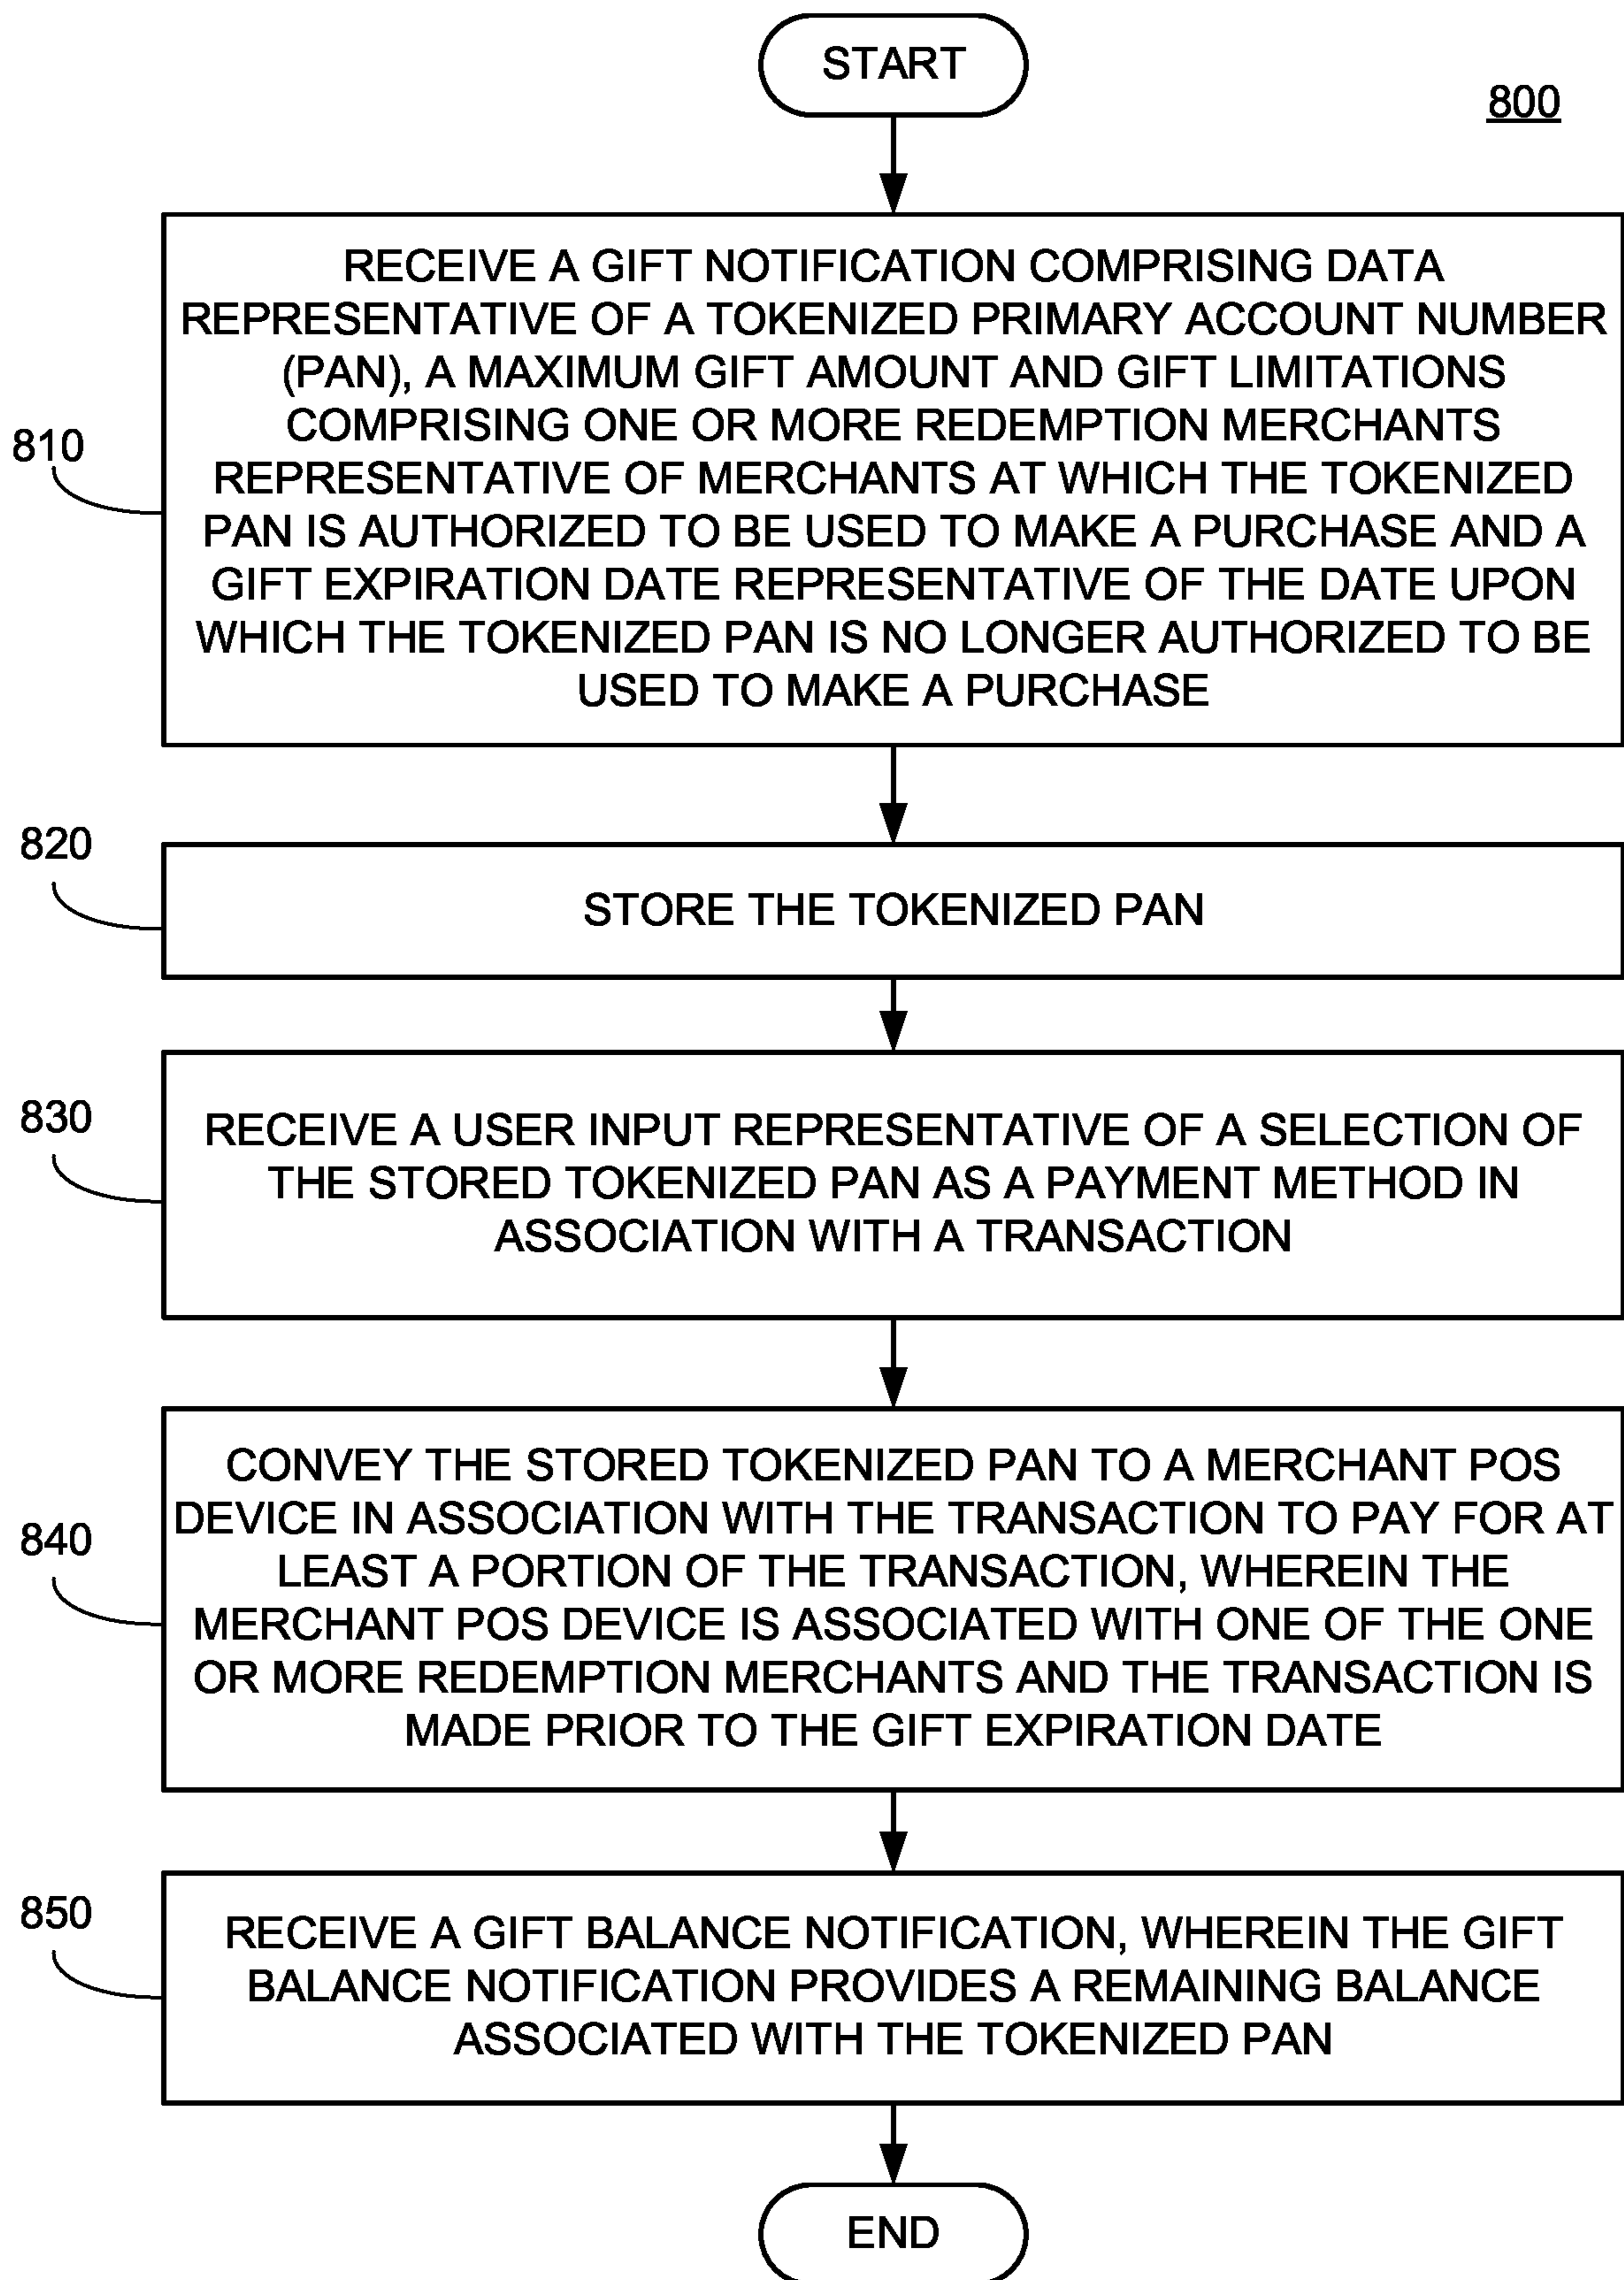 START
800
RECEIVE A GIFT NOTIFICATION COMPRISING DATA
REPRESENTATIVE OF A TOKENIZED PRIMARY ACCOUNT NUMBER
(PAN), A MAXIMUM GIFT AMOUNT AND GIFT LIMITATIONS
COMPRISING ONE OR MORE REDEMPTION MERCHANTS
REPRESENTATIVE OF MERCHANTS AT WHICH THE TOKENIZED
PAN IS AUTHORIZED TO BE USED TO MAKE A PURCHASE AND A
GIFT EXPIRATION DATE REPRESENTATIVE OF THE DATE UPON
WHICH THE TOKENIZED PAN IS NO LONGER AUTHORIZED TO BE
USED TO MAKE A PURCHASE
810
820
STORE THE TOKENIZED PAN
830
RECEIVE A USER INPUT REPRESENTATIVE OF A SELECTION OF
THE STORED TOKENIZED PAN AS A PAYMENT METHOD IN
ASSOCIATION WITH A TRANSACTION
840
CONVEY THE STORED TOKENIZED PAN TO A MERCHANT POS
DEVICE IN ASSOCIATION WITH THE TRANSACTION TO PAY FOR AT
LEAST A PORTION OF THE TRANSACTION, WHEREIN THE
MERCHANT POS DEVICE IS ASSOCIATED WITH ONE OF THE ONE
OR MORE REDEMPTION MERCHANTS AND THE TRANSACTION IS
MADE PRIOR TO THE GIFT EXPIRATION DATE
850
RECEIVE A GIFT BALANCE NOTIFICATION, WHEREIN THE GIFT
BALANCE NOTIFICATION PROVIDES A REMAINING BALANCE
ASSOCIATED WITH THE TOKENIZED PAN
END